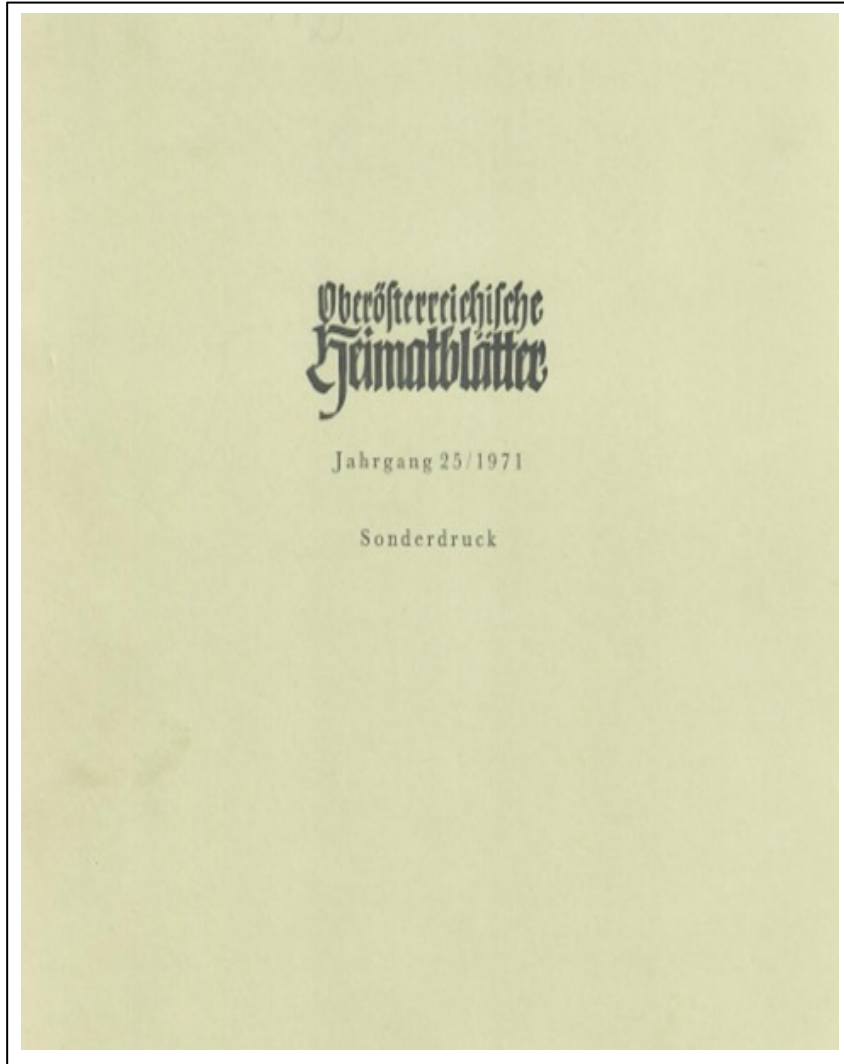 Oberösterreichische
Heimatblätter
Jahrgang 25/1971
Sonderdruck